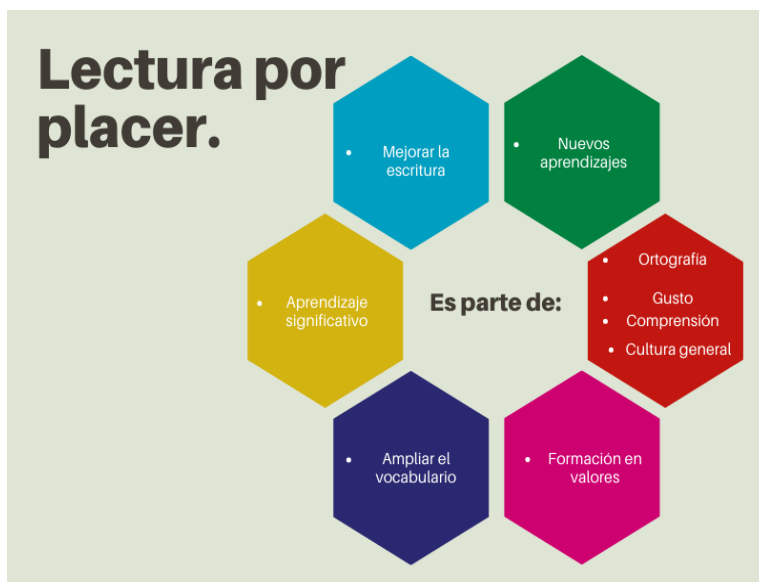 Lectura por
placer.
• Mejorar la
escritura
• Nuevos
aprendizajes
• Aprendizaje
significativo
Es parte de:
• Ortografía
• Gusto
• Comprensión
• Cultura general
• Ampliar el
vocabulario
• Formación en
valores